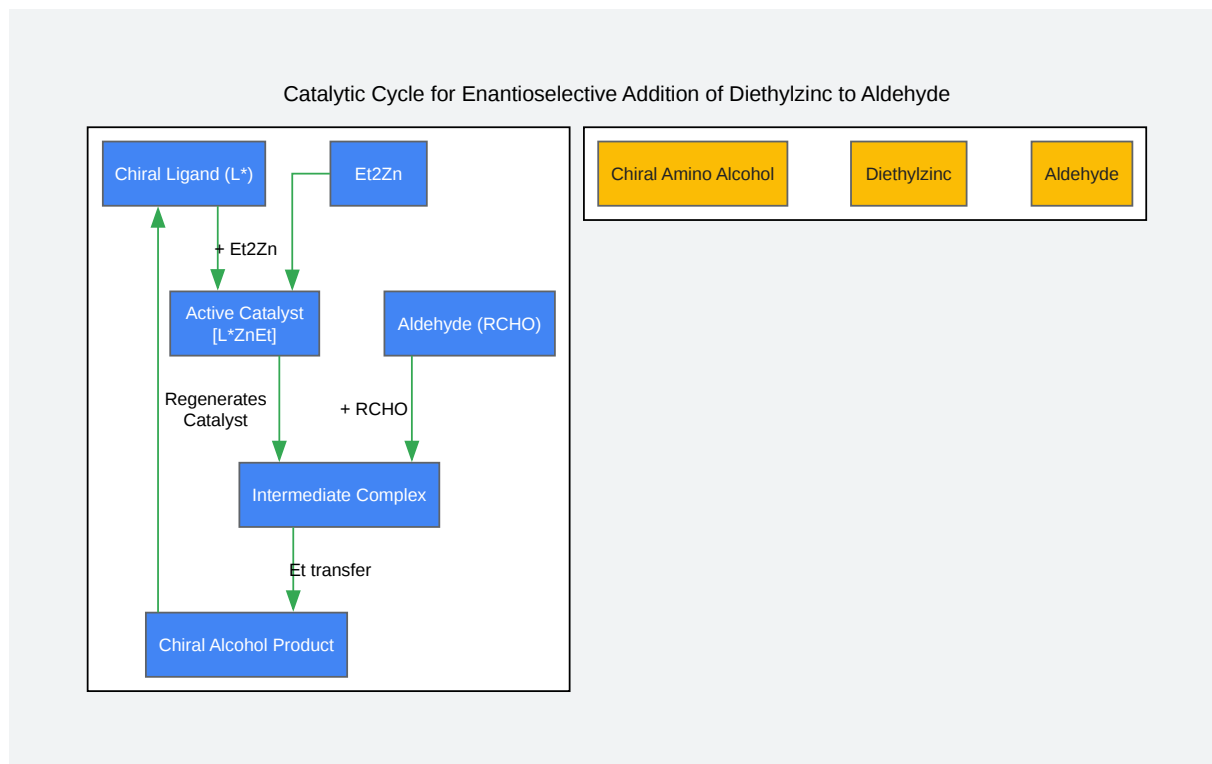 Catalytic Cycle for Enantioselective Addition of Diethylzinc to Aldehyde
Chiral Ligand (L*)
Et2Zn
Chiral Amino Alcohol
Diethylzinc
Aldehyde
+ Et2Zn
Active Catalyst
[L*ZnEt]
Aldehyde (RCHO)
Regenerates
Catalyst
+ RCHO
Intermediate Complex
Et transfer
Chiral Alcohol Product